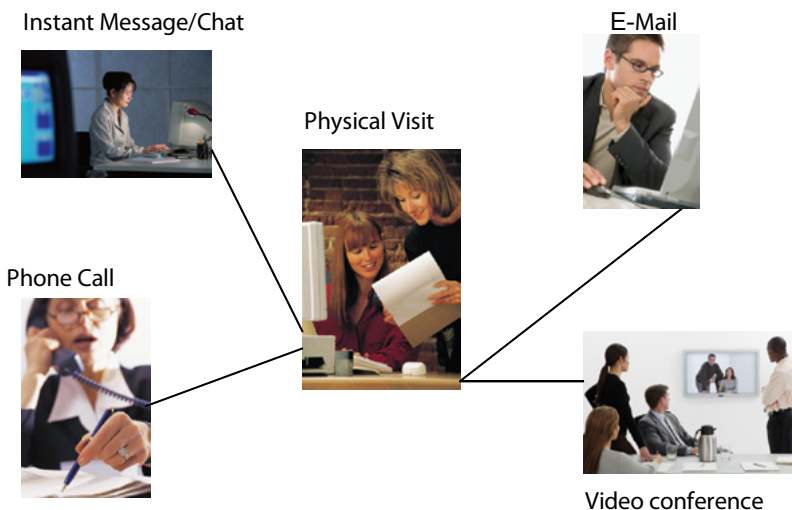 Instant Message/Chat
E-Mail
Physical Visit
Phone Call
Video conference